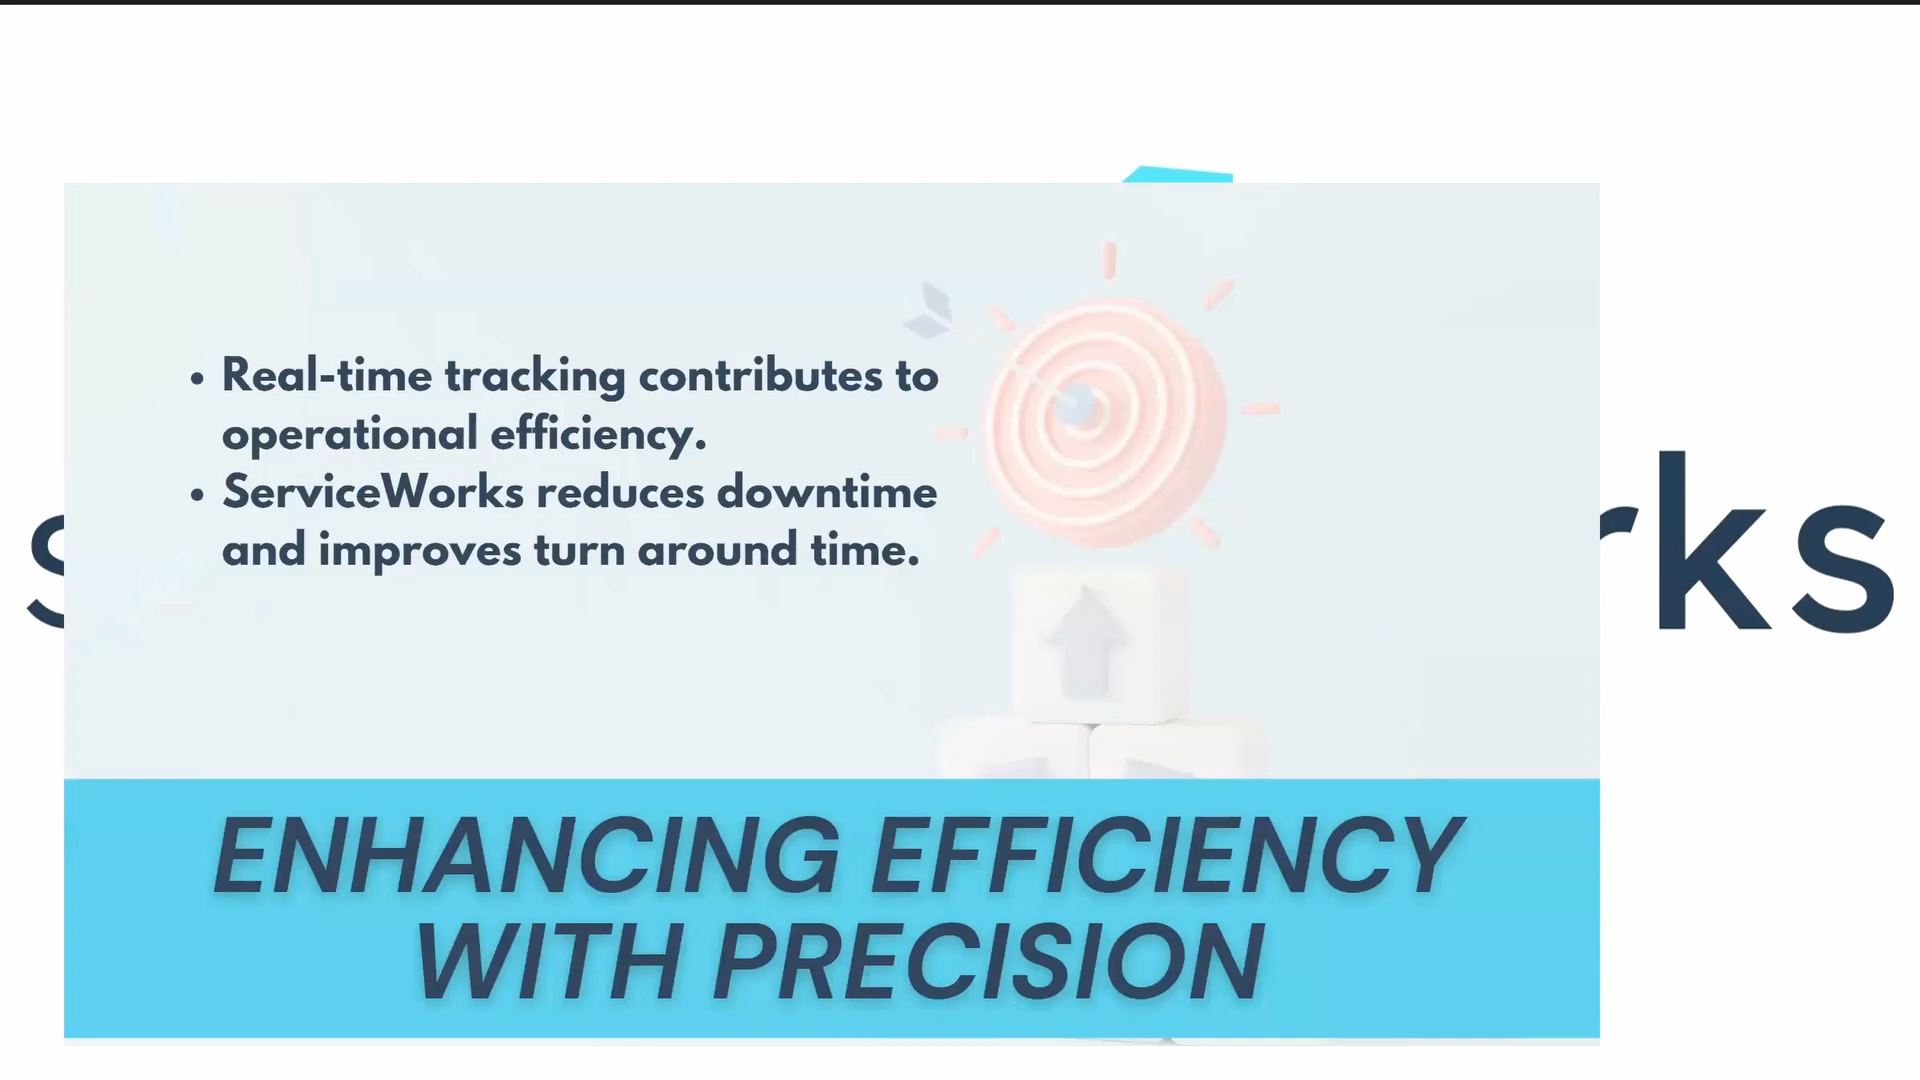 • Real-time tracking contributes to
operational efficiency.
• ServiceWorks reduces downtime
and improves turn around time.
s
rks
ENHANCING EFFICIENCY
WITH PRECISION